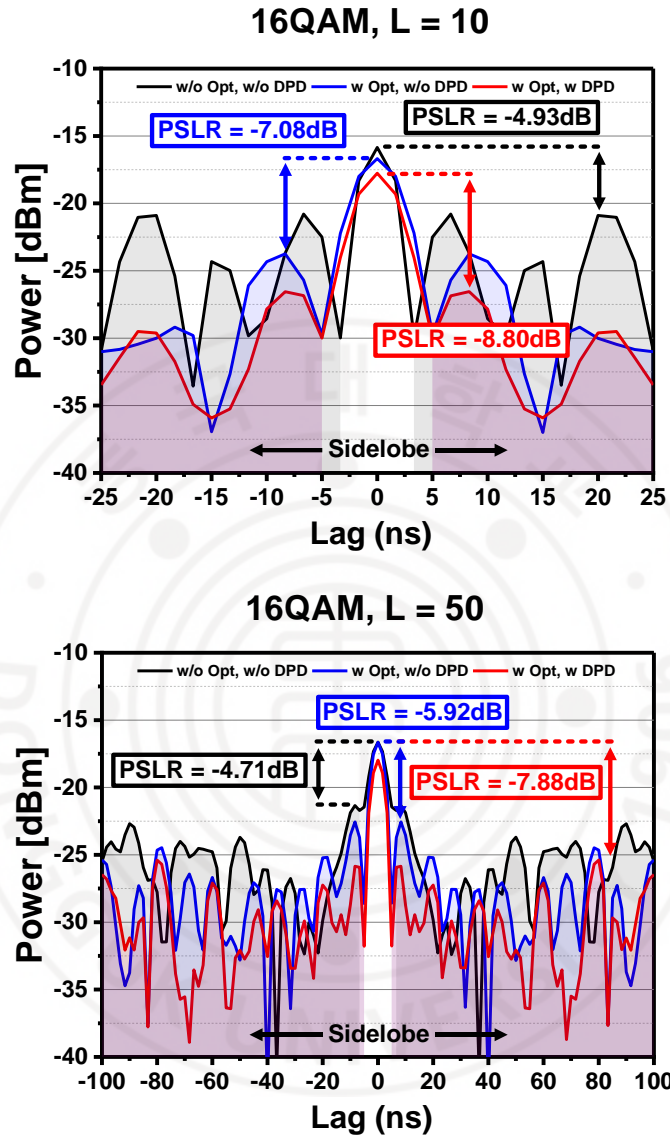 16QAM, L = 10
w/o Opt, w/o DPD w Opt, w/o DPD w Opt, w DPD
PSLR = -7.08dB
PSLR = -4.93dB
PSLR = -8.80dB
Sidelobe
Power [dBm]
-10
-15
-20
-25
-30
-35
-40
-25 -20 -15 -10 -5 0 5 10 15 20 25
Lag (ns)
16QAM, L = 50
w/o Opt, w/o DPD w Opt, w/o DPD w Opt, w DPD
PSLR = -5.92dB
PSLR = -4.71dB
PSLR = -7.88dB
Sidelobe
Power [dBm]
-10
-15
-20
-25
-30
-35
-40
-100 -80 -60 -40 -20 0 20 40 60 80 100
Lag (ns)